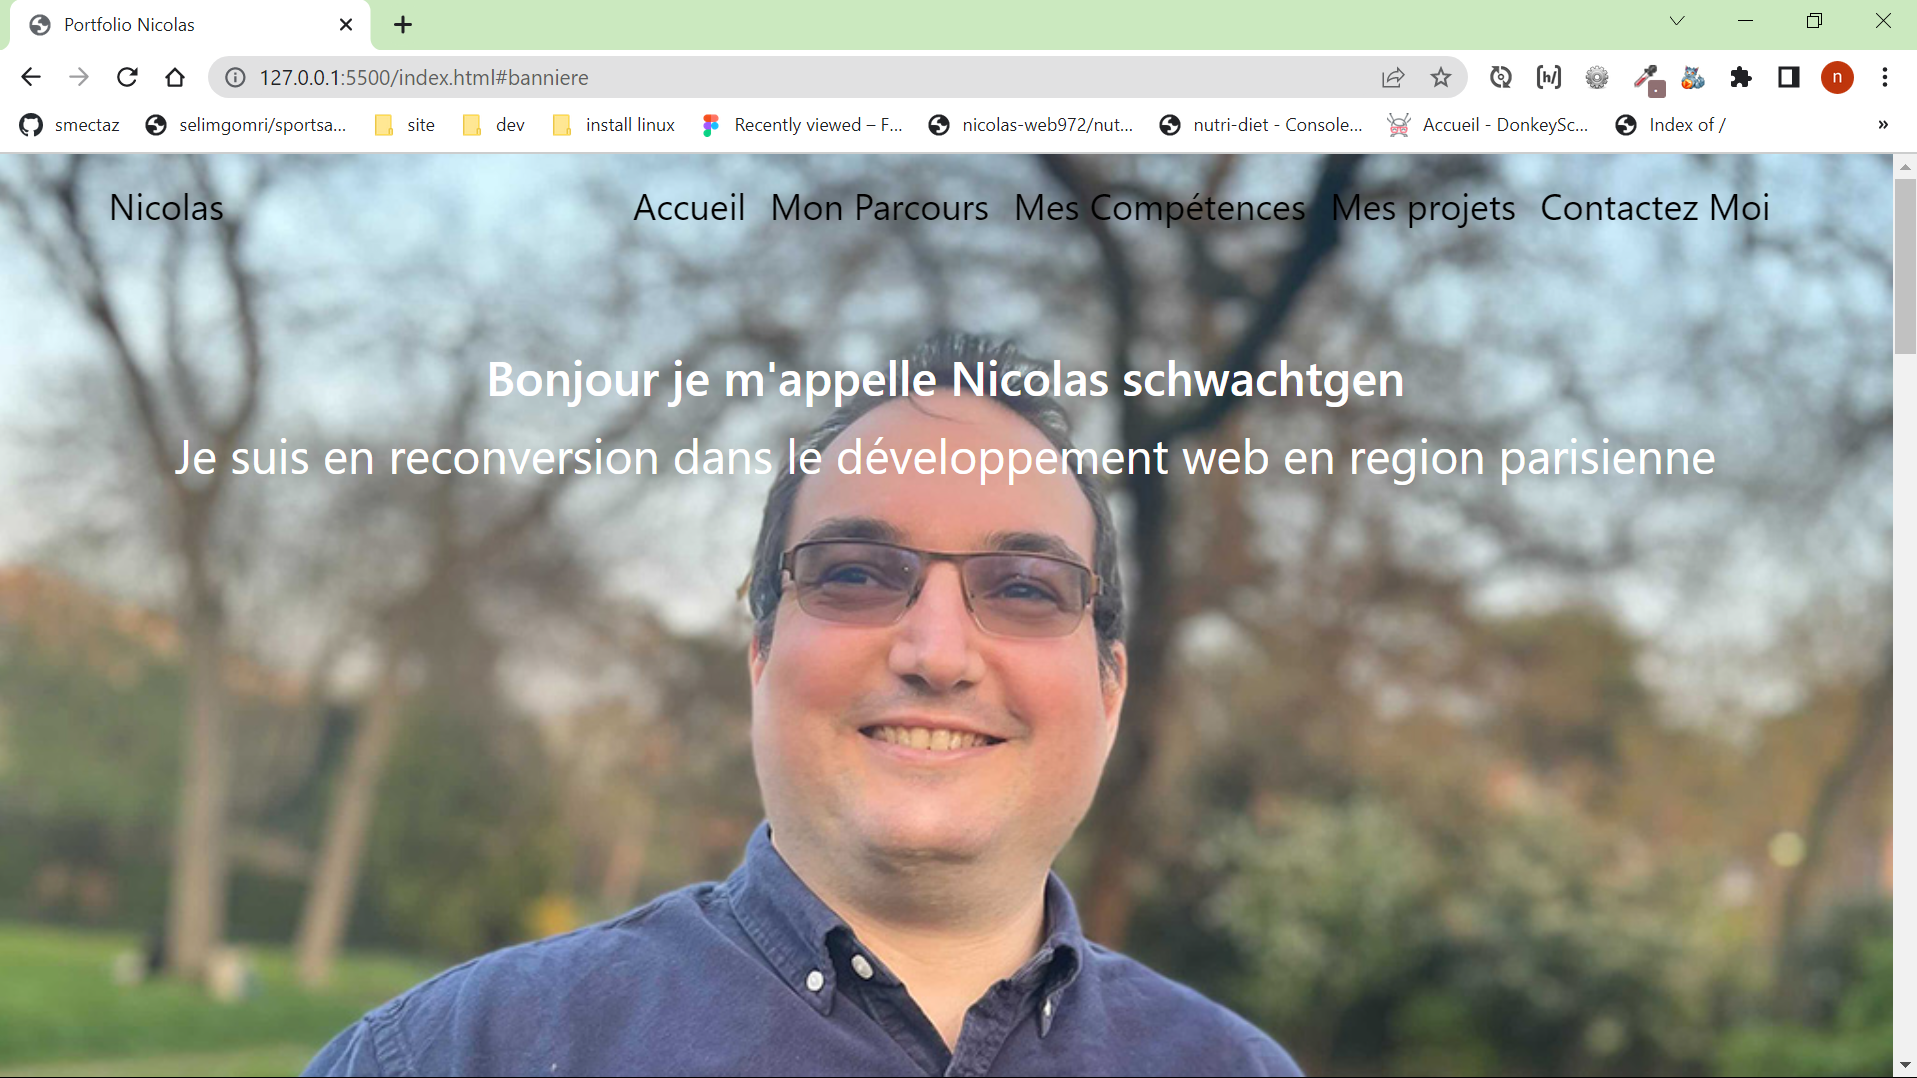 Portfolio Nicolas
127.0.0.1:5500/index.html#banniere
[h/]
n
smectaz
selimgomri/sportsa...
site
dev
install linux
Recently viewed – F...
nicolas-web972/nut...
nutri-diet - Console...
Accueil - DonkeySc...
Index of /
»
Nicolas
Accueil Mon Parcours Mes Compétences Mes projets Contactez Moi
Bonjour je m'appelle Nicolas schwachtgen
Je suis en reconversion dans le développement web en region parisienne